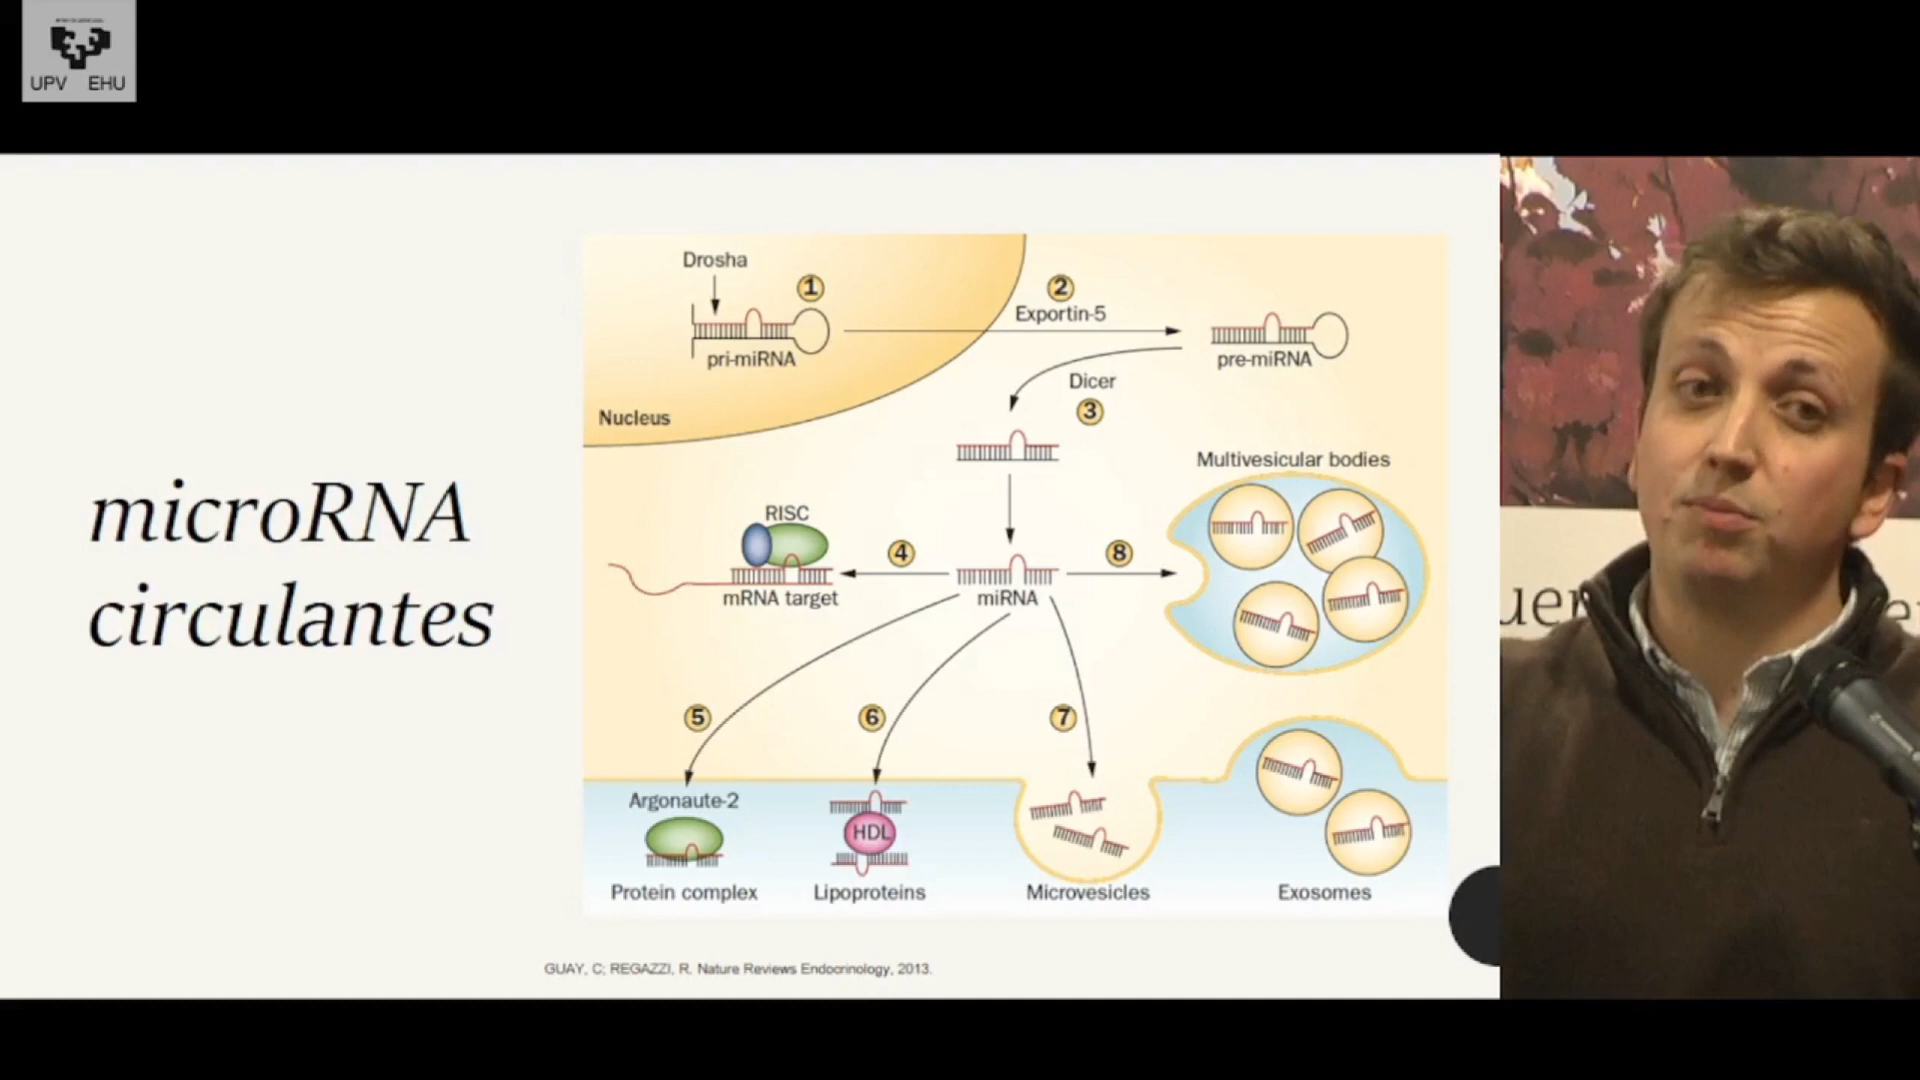 UPV EHU
microRNA
circulantes
Drosha
1
pri-miRNA
Nucleus
2
Exportin-5
pre-miRNA
Dicer
3
Multivesicular bodies
RISC
4
mRNA target
miRNA
8
5
6
7
Argonaute-2
HDL
Protein complex
Lipoproteins
Microvesicles
Exosomes
GUAY, C; REGAZZI, R. Nature Reviews Endocrinology, 2013.